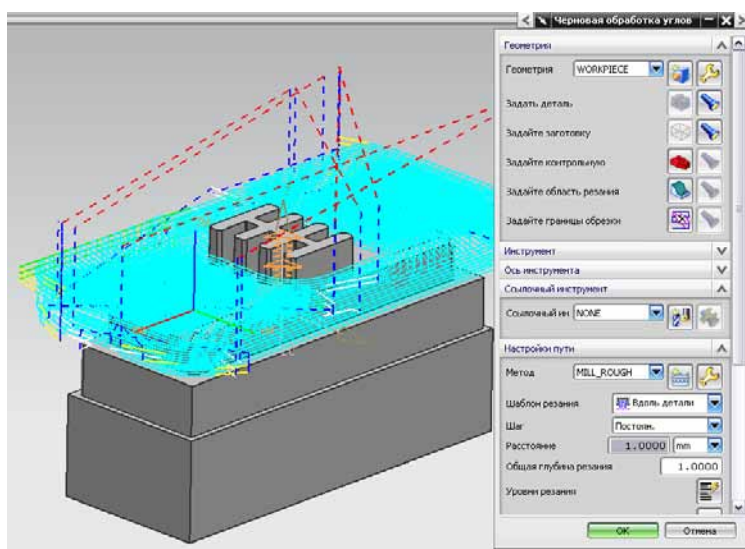 Черновая обработка углов
Геометрия
Геометрия WORKPIECE
Задать деталь
Задайте заготовку
Задайте контрольную
Задайте область резания
Задайте границы обрезки
Инструмент
Ось инструмента
Ссылочный инструмент
Ссылочный ин NONE
Настройки пути
Метод MILL_ROUGH
Шаблон резания Вдоль детали
Шаг Постоян.
Расстояние 1.0000 mm
Общая глубина резания 1.0000
Уровни резания
OK Отмена